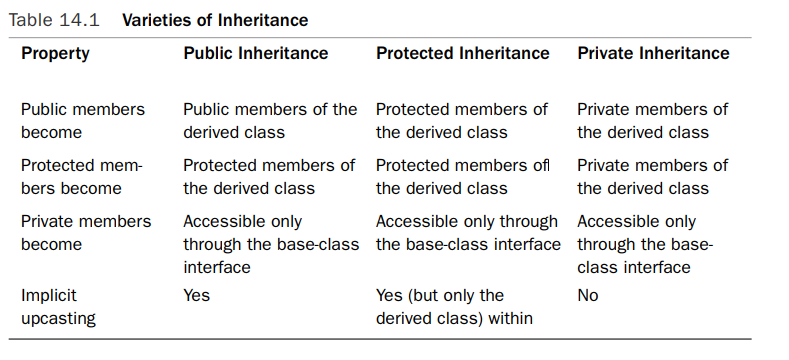 Table 14.1 Varieties of Inheritance
Property Public Inheritance Protected Inheritance Private Inheritance
Public members Public members of the Protected members of Private members of
become derived class the derived class the derived class
Protected mem- Protected members of Protected members of Private members of
bers become the derived class the derived class the derived class
Private members Accessible only Accessible only through Accessible only
become through the base-class the base-class interface through the base-
interface class interface
Implicit Yes Yes (but only the No
upcasting derived class) within